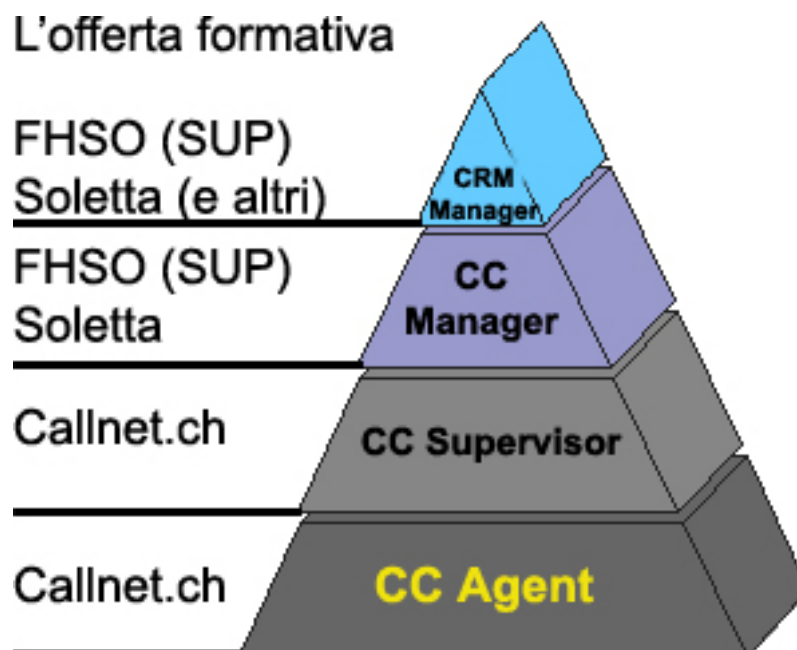 L'offerta formativa
FHSO (SUP)
Soletta (e altri)
CRM
Manager
FHSO (SUP)
Soletta
CC
Manager
Callnet.ch
CC Supervisor
Callnet.ch
CC Agent